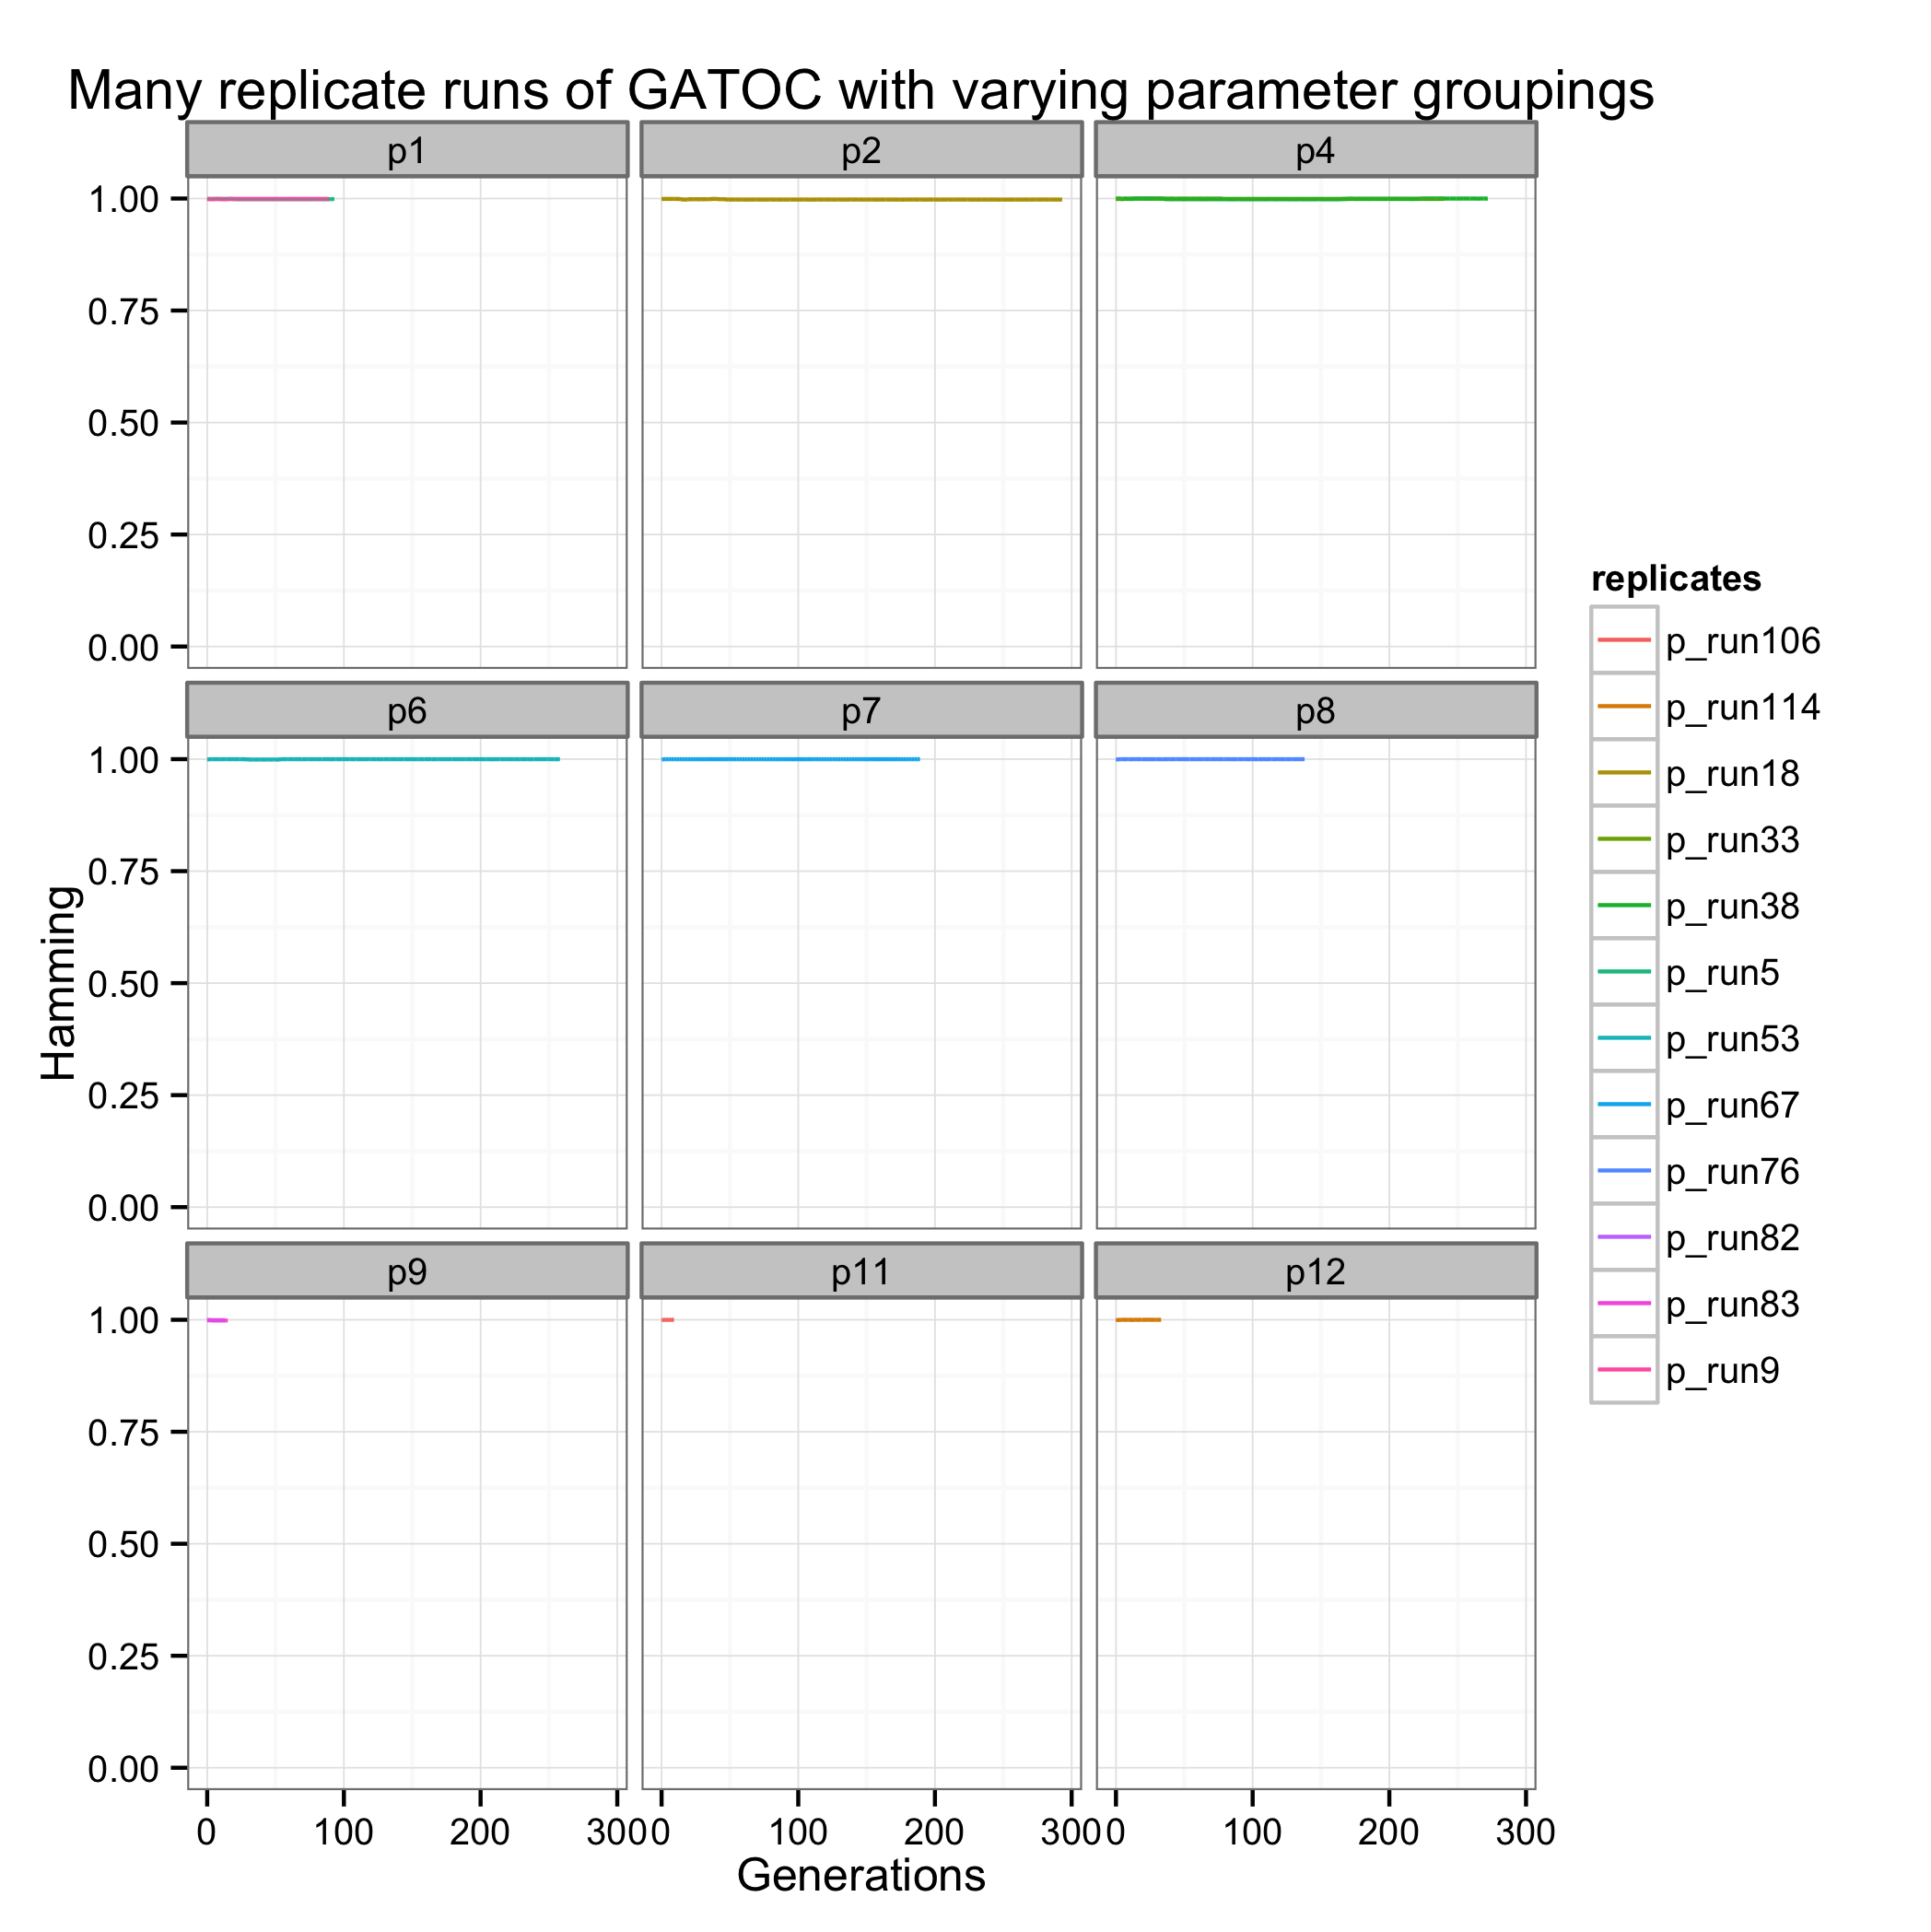 Many replicate runs of GATOC with varying parameter groupings
p1 p2 p4
1.00
0.75
0.50
0.25
0.00
p6 p7 p8
1.00
0.75
0.50
0.25
0.00
p9 p11 p12
1.00
0.75
0.50
0.25
0.00
0 100 200 300 0 100 200 300 0 100 200 300
Generations
Hamming
replicates
p_run106
p_run114
p_run18
p_run33
p_run38
p_run5
p_run53
p_run67
p_run76
p_run82
p_run83
p_run9